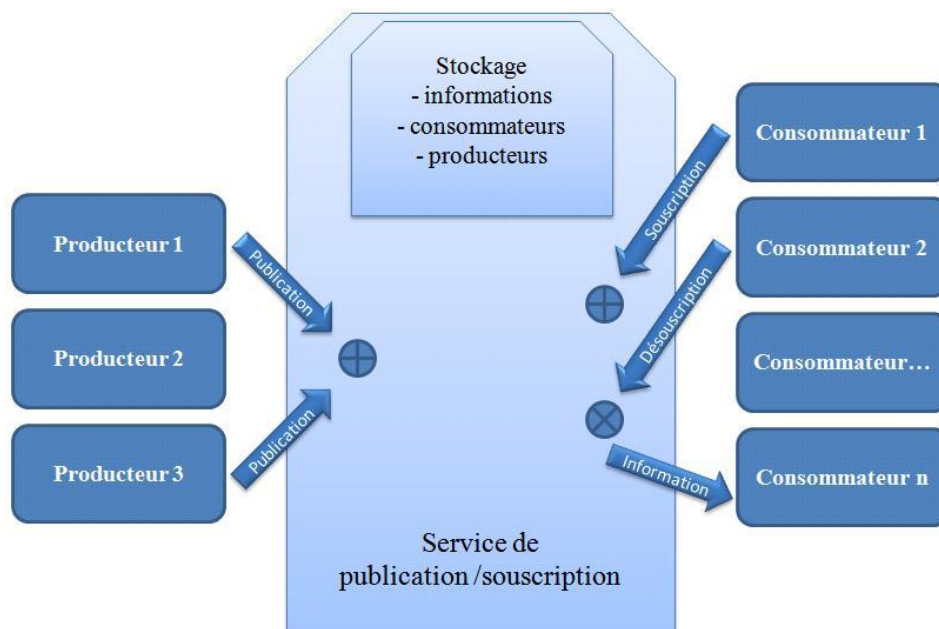 Stockage
- informations
- consommateurs
- producteurs
Producteur 1
Producteur 2
Producteur 3
Publication
Publication
Souscription
Désouscription
Information
Consommateur 1
Consommateur 2
Consommateur…
Consommateur n
Service de
publication /souscription